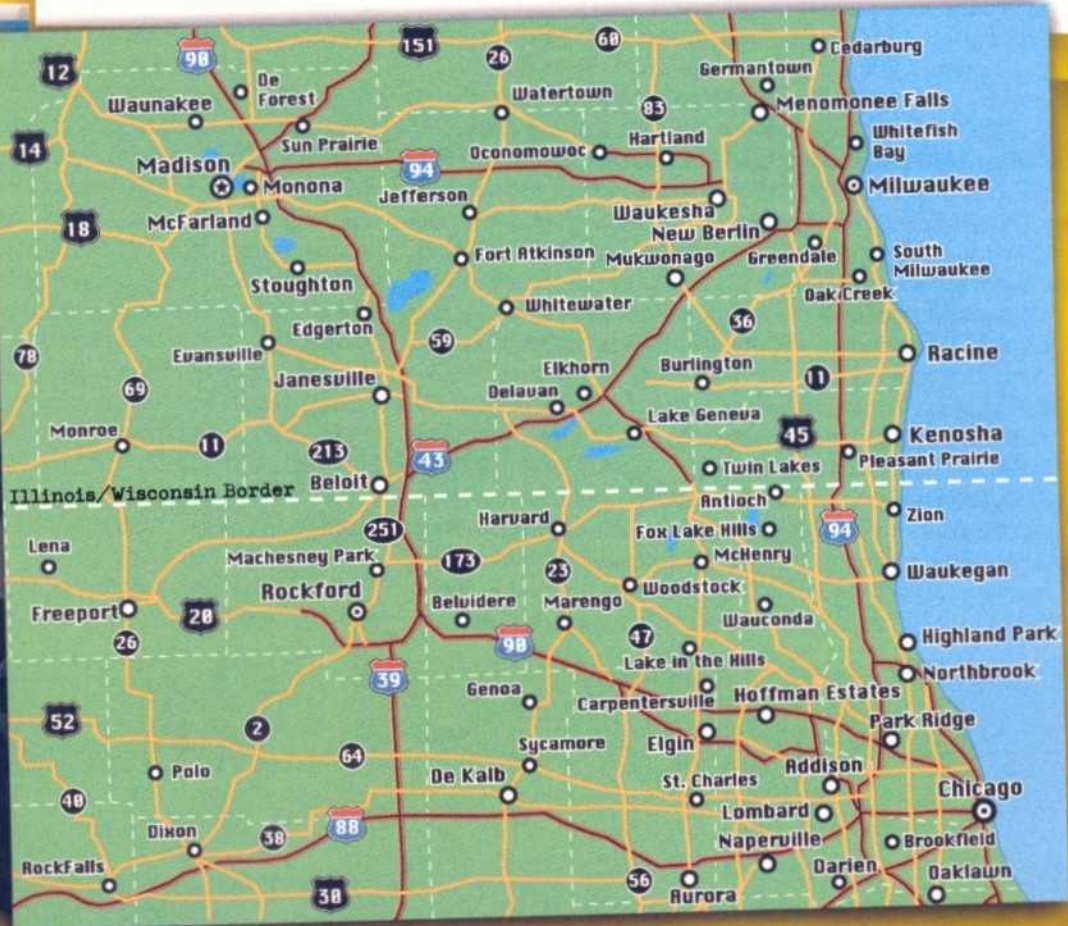 90
151
26
60
Cedarburg
12
De
Forest
Germantown
Waunakee
Watertown
83
Menomonee Falls
14
Sun Prairie
Hartland
Whitefish
Bay
Oconomowoc
94
Madison
Monona
Jefferson
Milwaukee
McFarland
Waukesha
18
New Berlin
Fort Atkinson
Mukwonago
Greendale
South
Milwaukee
Stoughton
Oak Creek
Whitewater
Edgerton
36
59
Evansville
78
Racine
Elkhorn
Burlington
Janesville
11
69
Delavan
Lake Geneva
Monroe
45
Kenosha
11
213
43
Pleasant Prairie
Twin Lakes
Beloit
Illinois/Wisconsin Border
Antioch
Zion
Harvard
251
Fox Lake Hills
94
Lena
Machesney Park
173
23
McHenry
Waukegan
Rockford
Woodstock
Freeport
20
Belvidere
Marengo
Wauconda
26
90
47
Highland Park
Lake in the Hills
39
Northbrook
Genoa
Carpentersville
Hoffman Estates
52
2
Park Ridge
Sycamore
Elgin
64
Polo
De Kalb
St. Charles
Addison
Chicago
40
Lombard
88
Dixon
38
Naperville
Brookfield
RockFalls
Darien
Oaklawn
30
56
Aurora